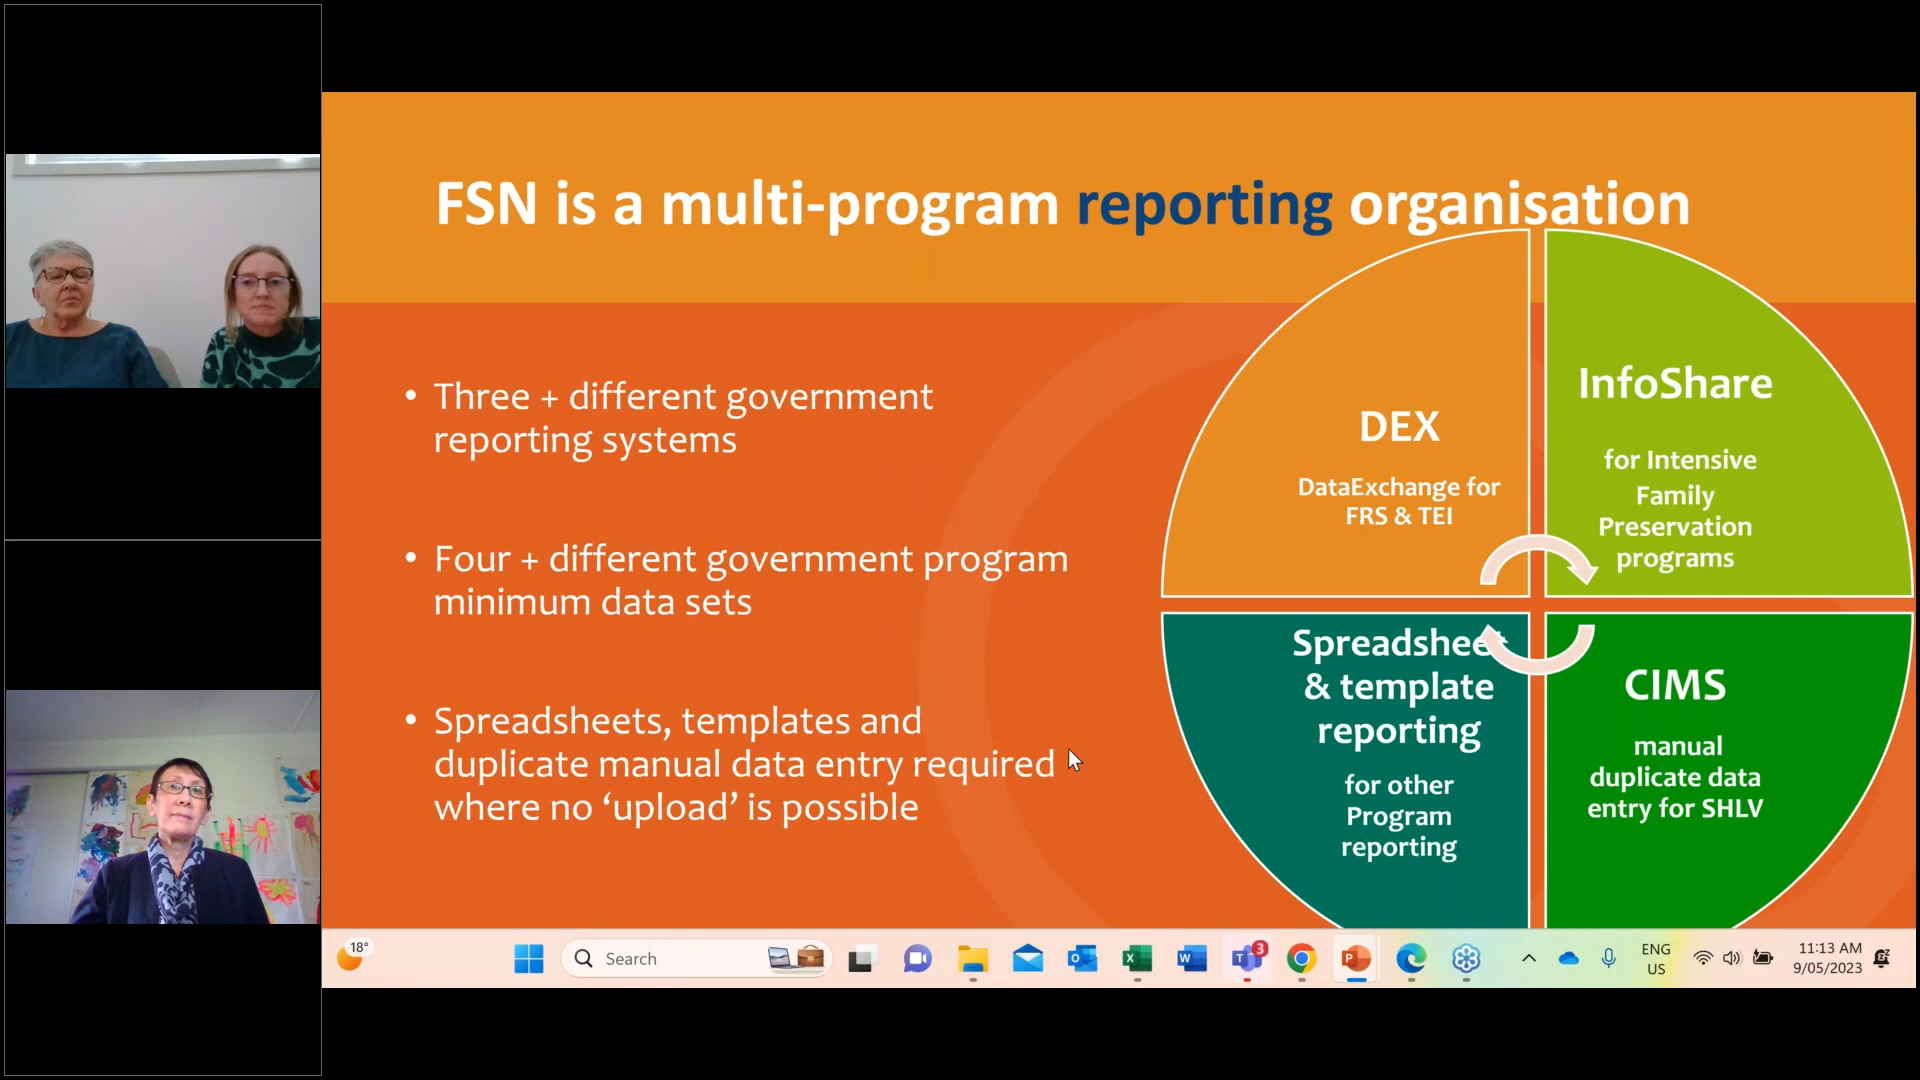 FSN is a multi-program reporting organisation
• Three + different government
reporting systems
• Four + different government program
minimum data sets
• Spreadsheets, templates and
duplicate manual data entry required
where no ‘upload’ is possible
DEX
DataExchange for
FRS & TEI
InfoShare
for Intensive
Family
Preservation
programs
Spreadsheet
& template
reporting
for other
Program
reporting
CIMS
manual
duplicate data
entry for SHLV
18°
Search
3
ENG
US
11:13 AM
9/05/2023